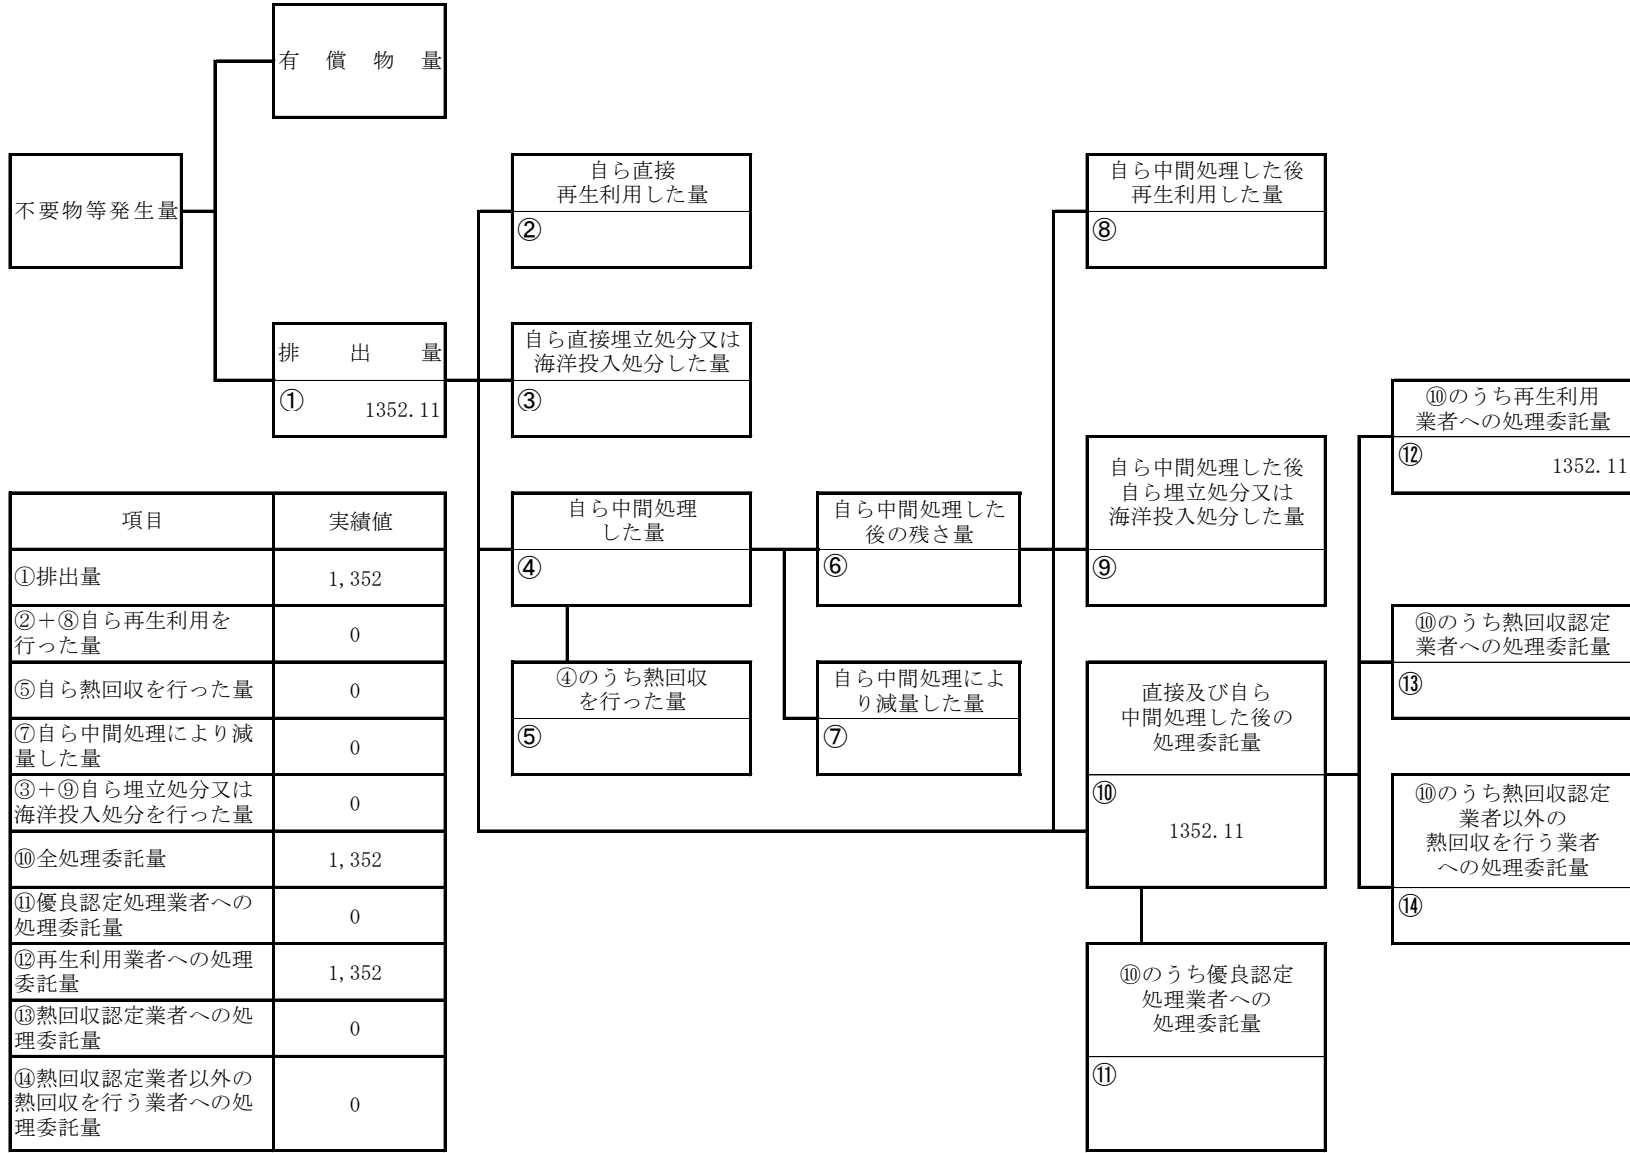 有償物量
不要物等発生量
排出量
① 1352.11
自ら直接
再生利用した量
②
自ら直接埋立処分又は
海洋投入処分した量
③
自ら中間処理
した量
④
④のうち熱回収
を行った量
⑤
自ら中間処理した
後の残さ量
⑥
自ら中間処理によ
り減量した量
⑦
自ら中間処理した後
再生利用した量
⑧
自ら中間処理した後
自ら埋立処分又は
海洋投入処分した量
⑨
直接及び自ら
中間処理した後の
処理委託量
⑩
1352.11
⑩のうち優良認定
処理業者への
処理委託量
⑪
⑩のうち再生利用
業者への処理委託量
⑫ 1352.11
⑩のうち熱回収認定
業者への処理委託量
⑬
⑩のうち熱回収認定
業者以外の
熱回収を行う業者
への処理委託量
⑭
項目 実績値
①排出量 1,352
②+⑧自ら再生利用を
行った量 0
⑤自ら熱回収を行った量 0
⑦自ら中間処理により減
量した量 0
③+⑨自ら埋立処分又は
海洋投入処分を行った量 0
⑩全処理委託量 1,352
⑪優良認定処理業者への
処理委託量 0
⑫再生利用業者への処理
委託量 1,352
⑬熱回収認定業者への処
理委託量 0
⑭熱回収認定業者以外の
熱回収を行う業者への処
理委託量 0